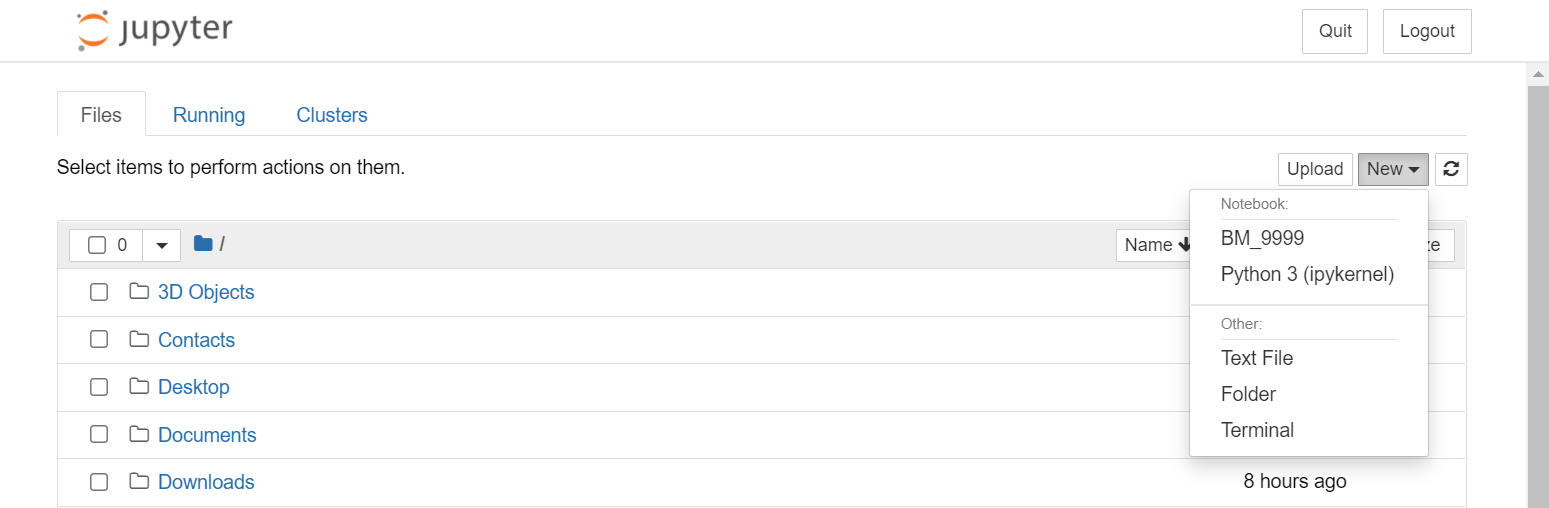 jupyter
Quit
Logout
Files
Running
Clusters
Select items to perform actions on them.
Upload
New
Notebook:
BM_9999
Python 3 (ipykernel)
Other:
Text File
Folder
Terminal
0
/
Name
ze
3D Objects
Contacts
Desktop
Documents
Downloads
8 hours ago